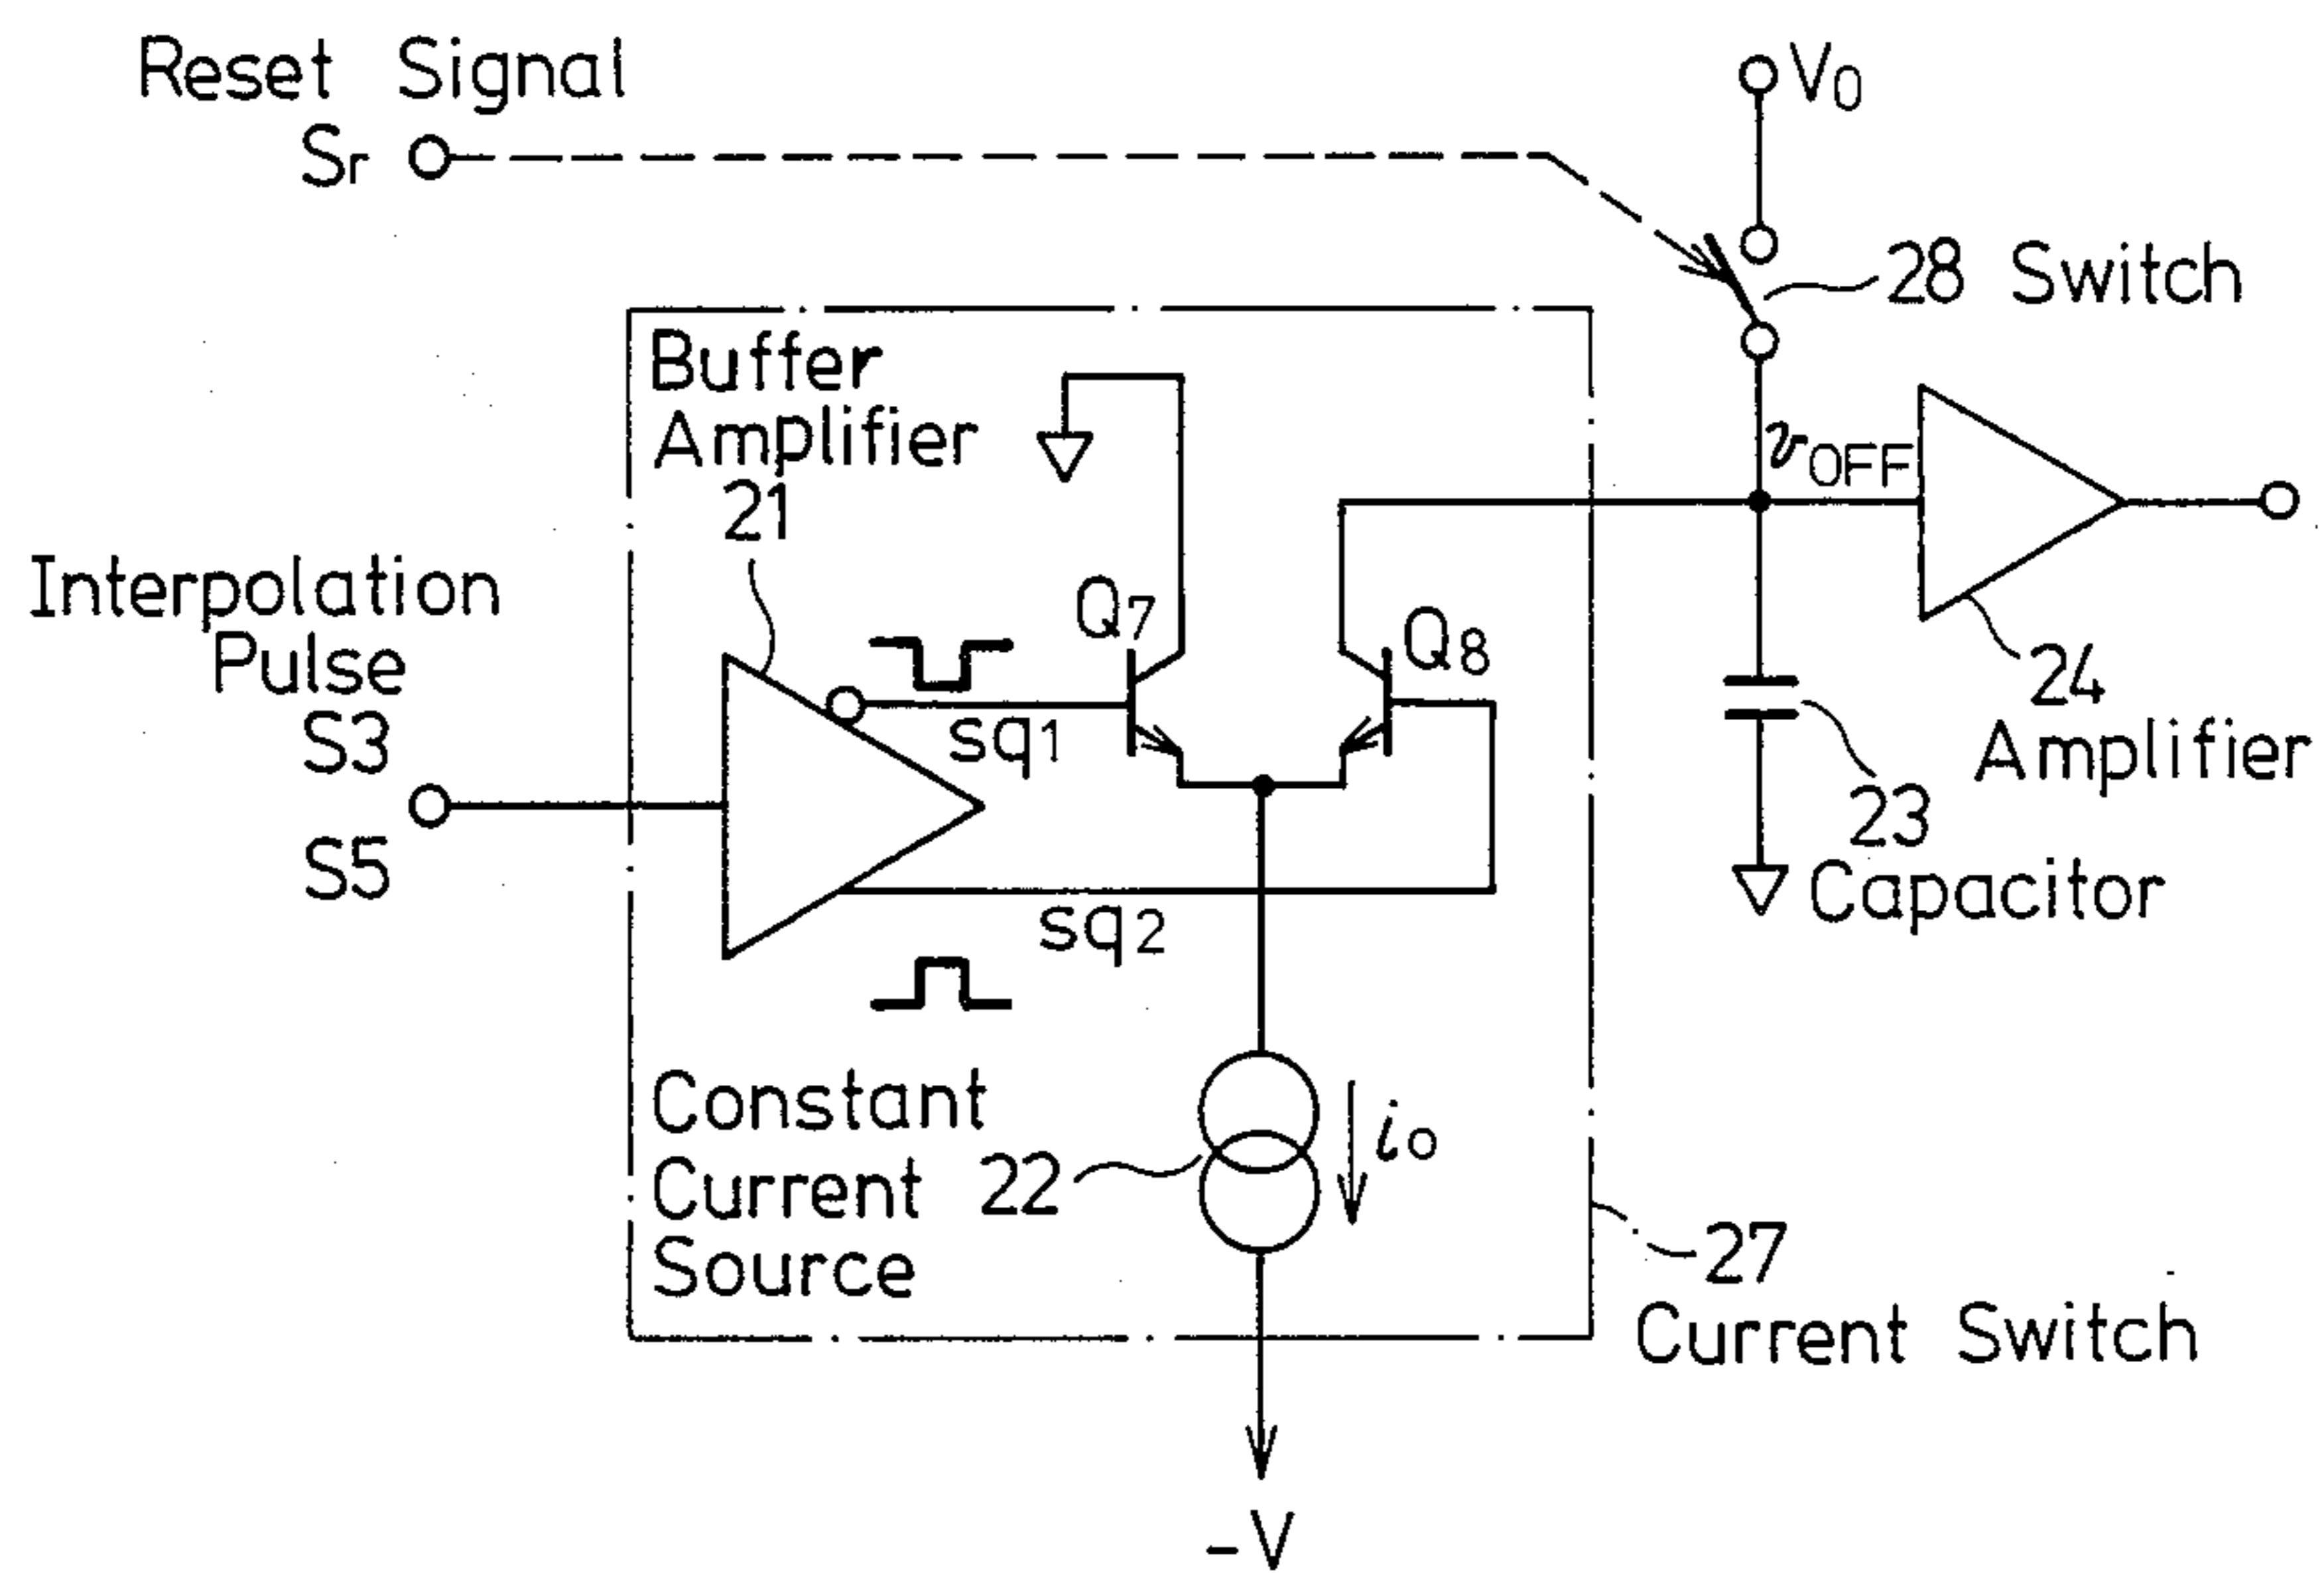 Reset Signal
Sr
V0
28 Switch
Buffer
Amplifier
21
vOFF
Interpolation
Pulse
S3
S5
Q7
Q8
sq1
sq2
24
Amplifier
23
Capacitor
Constant
Current 22
Source
io
27
Current Switch
-V